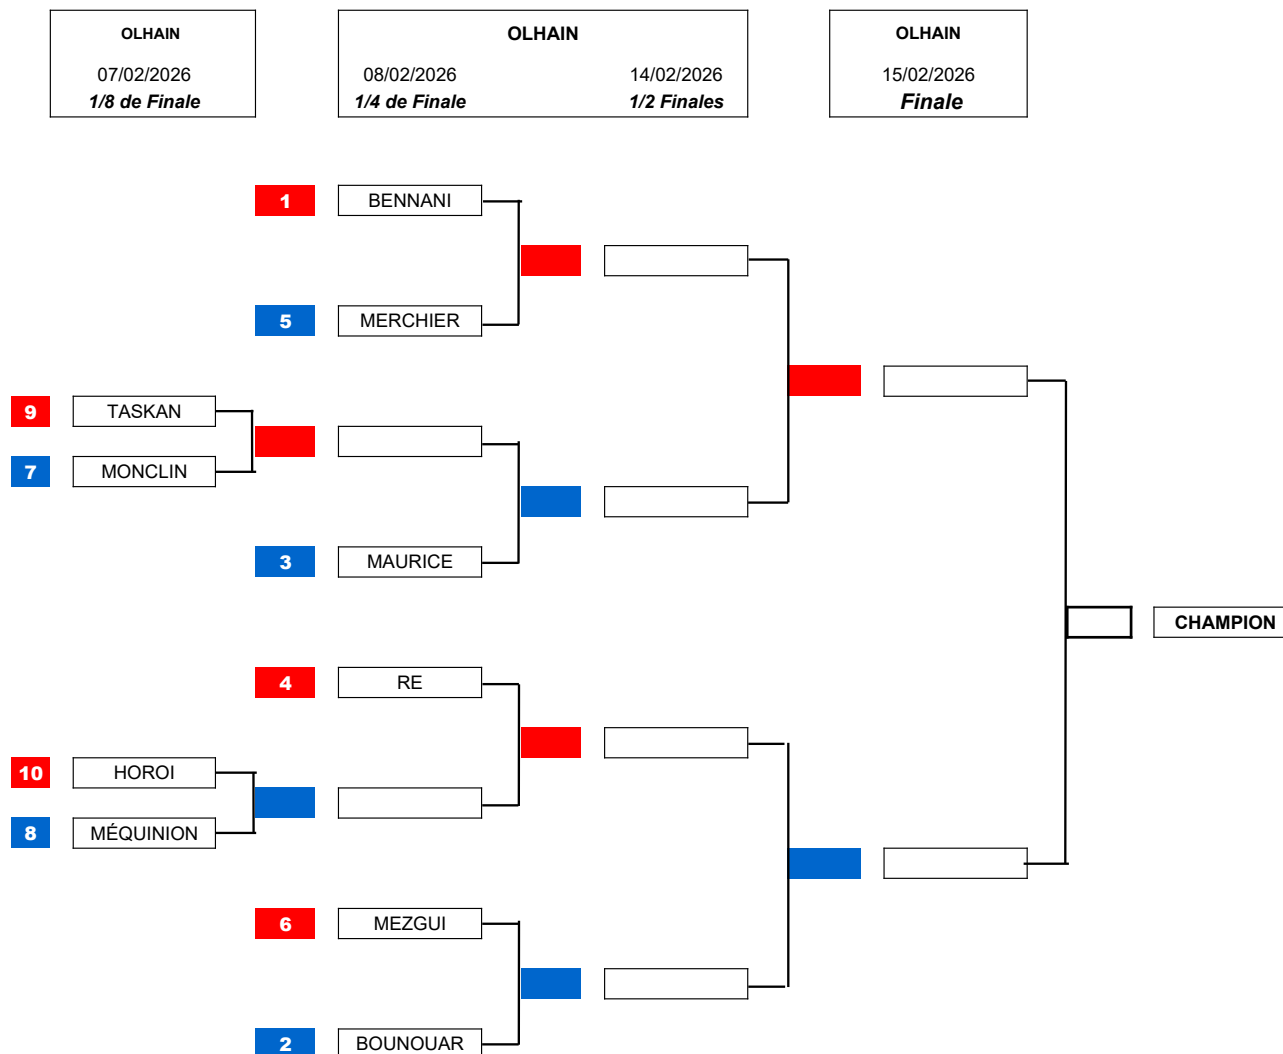 OLHAIN
07/02/2026
1/8 de Finale
OLHAIN
08/02/2026 14/02/2026
1/4 de Finale 1/2 Finales
OLHAIN
15/02/2026
Finale
1 BENNANI
5 MERCHIER
9 TASKAN
7 MONCLIN
3 MAURICE
CHAMPION
4 RE
10 HOROI
8 MÉQUINION
6 MEZGUI
2 BOUNOUAR